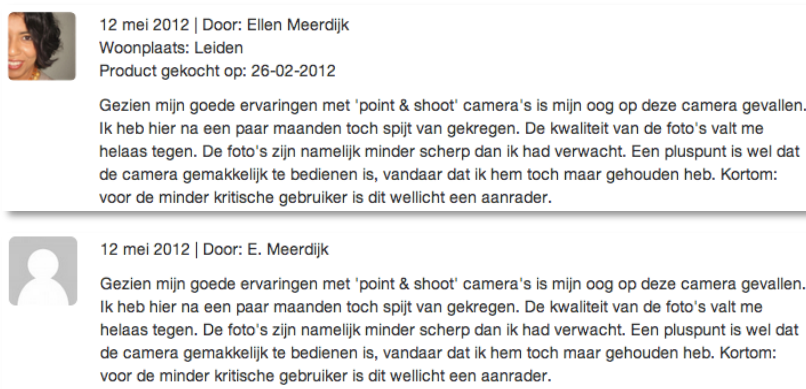 12 mei 2012 | Door: Ellen Meerdijk
Woonplaats: Leiden
Product gekocht op: 26-02-2012
Gezien mijn goede ervaringen met 'point & shoot' camera's is mijn oog op deze camera gevallen.
Ik heb hier na een paar maanden toch spijt van gekregen. De kwaliteit van de foto's valt me
helaas tegen. De foto's zijn namelijk minder scherp dan ik had verwacht. Een pluspunt is wel dat
de camera gemakkelijk te bedienen is, vandaar dat ik hem toch maar gehouden heb. Kortom:
voor de minder kritische gebruiker is dit wellicht een aanrader.
12 mei 2012 | Door: E. Meerdijk
Gezien mijn goede ervaringen met 'point & shoot' camera's is mijn oog op deze camera gevallen.
Ik heb hier na een paar maanden toch spijt van gekregen. De kwaliteit van de foto's valt me
helaas tegen. De foto's zijn namelijk minder scherp dan ik had verwacht. Een pluspunt is wel dat
de camera gemakkelijk te bedienen is, vandaar dat ik hem toch maar gehouden heb. Kortom:
voor de minder kritische gebruiker is dit wellicht een aanrader.